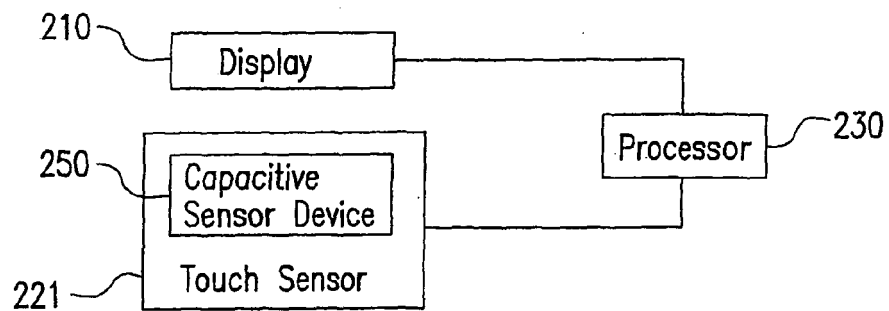 210
Display
Processor
230
250
Capacitive
Sensor Device
Touch Sensor
221